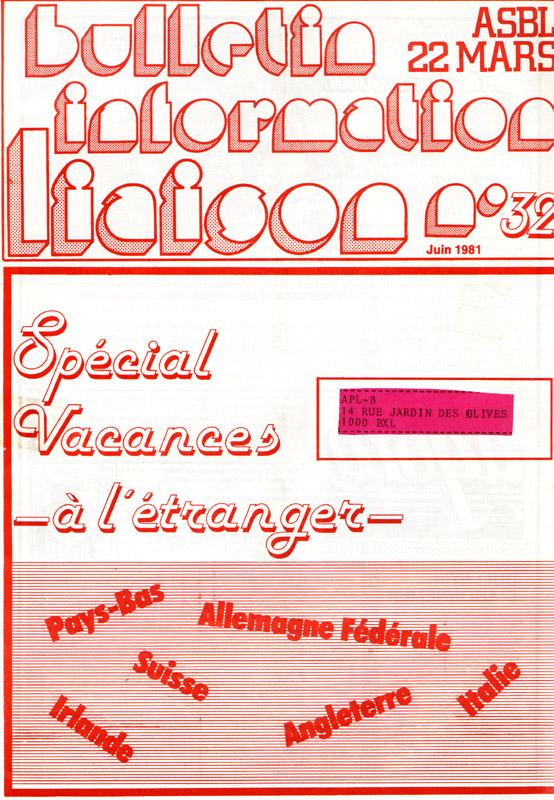 bulletin
ASBL
22 MARS
information
liaison n° 32
Juin 1981
Spécial
Vacances
—à l'étranger—
APL-B
14 RUE JARDIN DES OLIVES
1000 BXL
Pays-Bas
Allemagne Fédérale
Suisse
Italie
Irlande
Angleterre